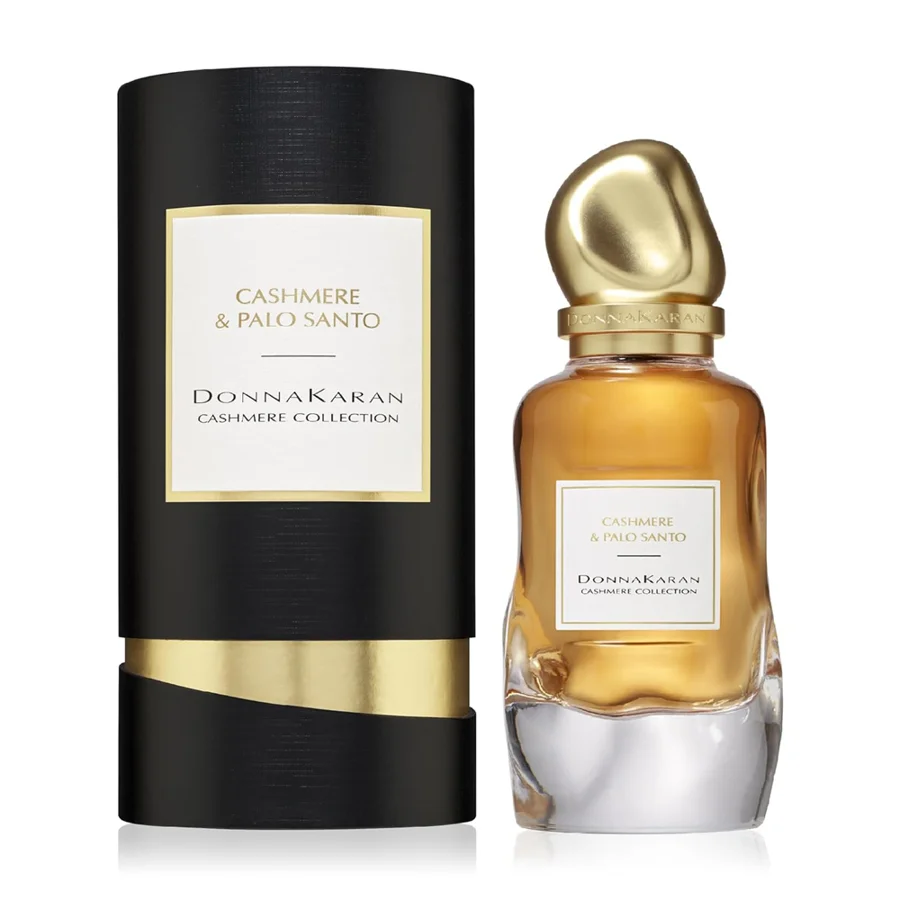 CASHMERE
& PALO SANTO
DONNAKARAN
CASHMERE COLLECTION
DONNAKARAN
CASHMERE
& PALO SANTO
DONNAKARAN
CASHMERE COLLECTION